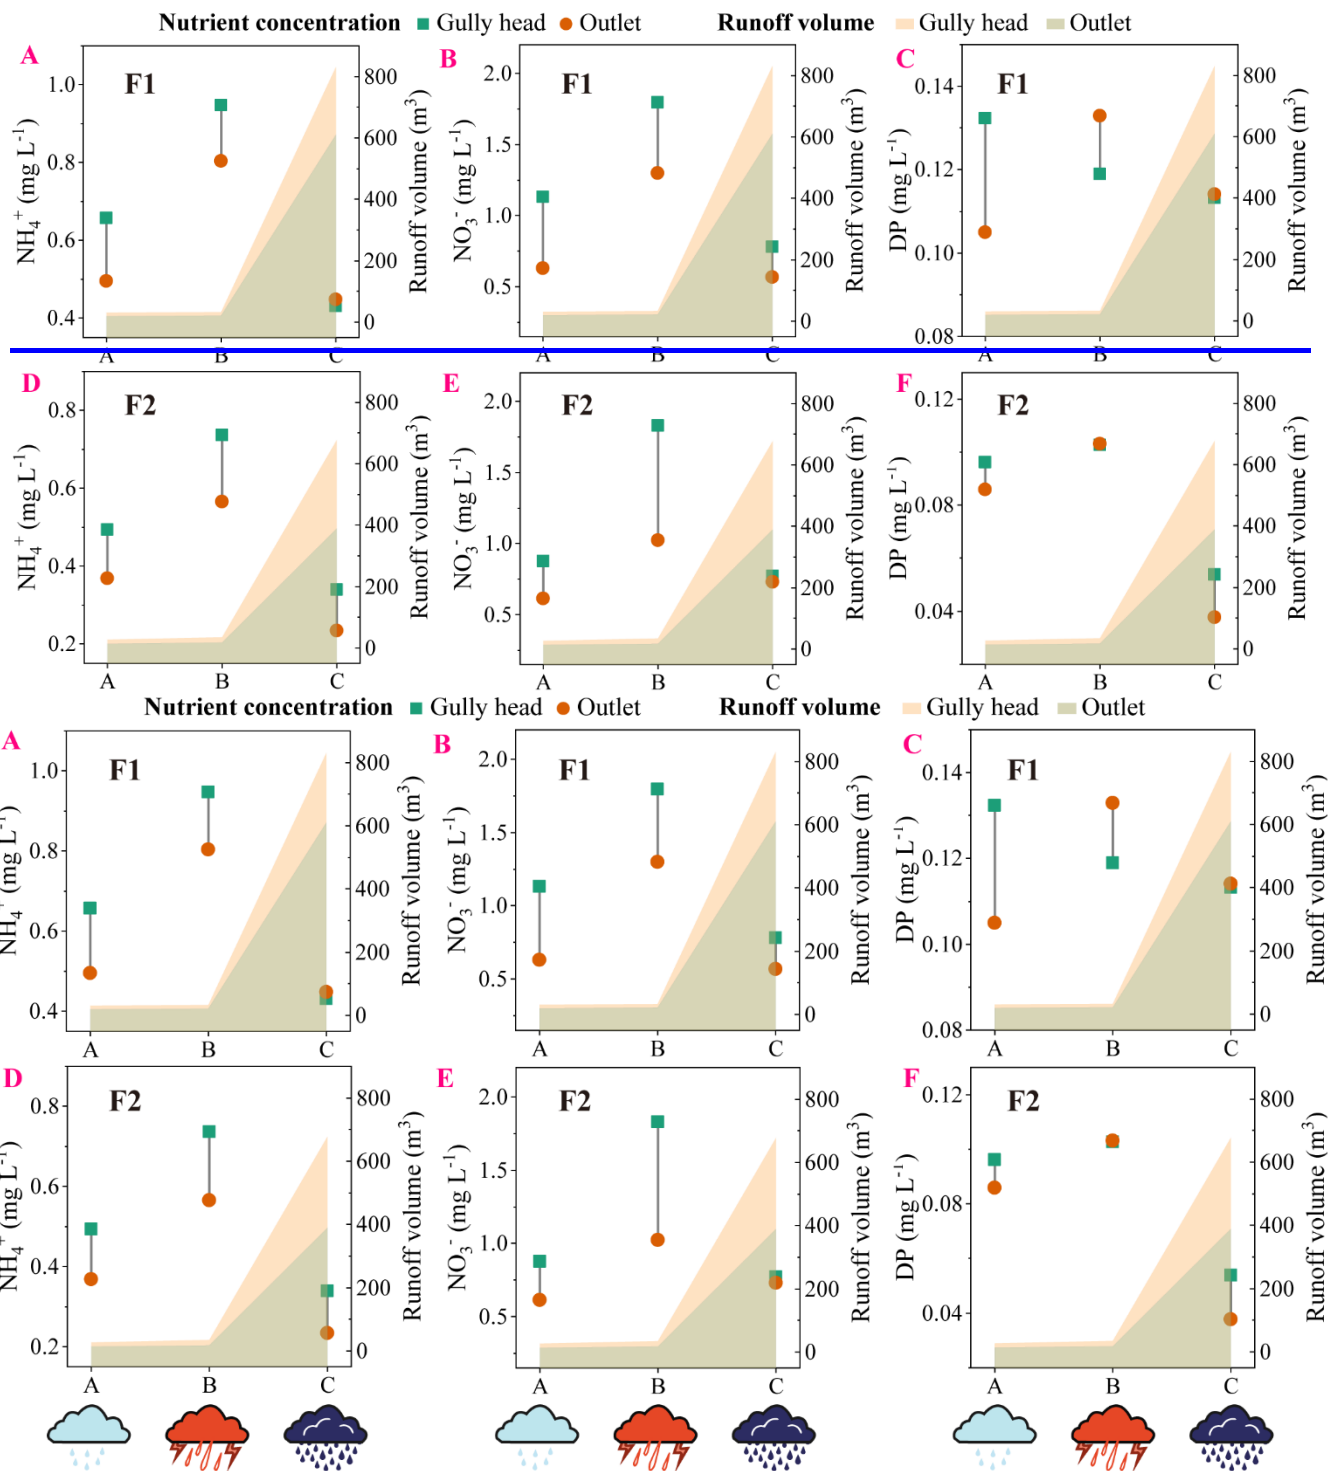 Nutrient concentration Gully head Outlet Runoff volume Gully head Outlet
A F1 NH₄⁺ (mg L⁻¹) 1.0 0.8 0.6 0.4 Runoff volume (m³) 800 600 400 200 0 A B C
B F1 NO₃⁻ (mg L⁻¹) 2.0 1.5 1.0 0.5 Runoff volume (m³) 800 600 400 200 0 A B C
C F1 DP (mg L⁻¹) 0.14 0.12 0.10 0.08 Runoff volume (m³) 800 600 400 200 0 A B C
D F2 NH₄⁺ (mg L⁻¹) 0.8 0.6 0.4 0.2 Runoff volume (m³) 800 600 400 200 0 A B C
E F2 NO₃⁻ (mg L⁻¹) 2.0 1.5 1.0 0.5 Runoff volume (m³) 800 600 400 200 0 A B C
F F2 DP (mg L⁻¹) 0.12 0.08 0.04 Runoff volume (m³) 800 600 400 200 0 A B C
Nutrient concentration Gully head Outlet Runoff volume Gully head Outlet
A F1 NH₄⁺ (mg L⁻¹) 1.0 0.8 0.6 0.4 Runoff volume (m³) 800 600 400 200 0 A B C
B F1 NO₃⁻ (mg L⁻¹) 2.0 1.5 1.0 0.5 Runoff volume (m³) 800 600 400 200 0 A B C
C F1 DP (mg L⁻¹) 0.14 0.12 0.10 0.08 Runoff volume (m³) 800 600 400 200 0 A B C
D F2 NH₄⁺ (mg L⁻¹) 0.8 0.6 0.4 0.2 Runoff volume (m³) 800 600 400 200 0 A B C
E F2 NO₃⁻ (mg L⁻¹) 2.0 1.5 1.0 0.5 Runoff volume (m³) 800 600 400 200 0 A B C
F F2 DP (mg L⁻¹) 0.12 0.08 0.04 Runoff volume (m³) 800 600 400 200 0 A B C